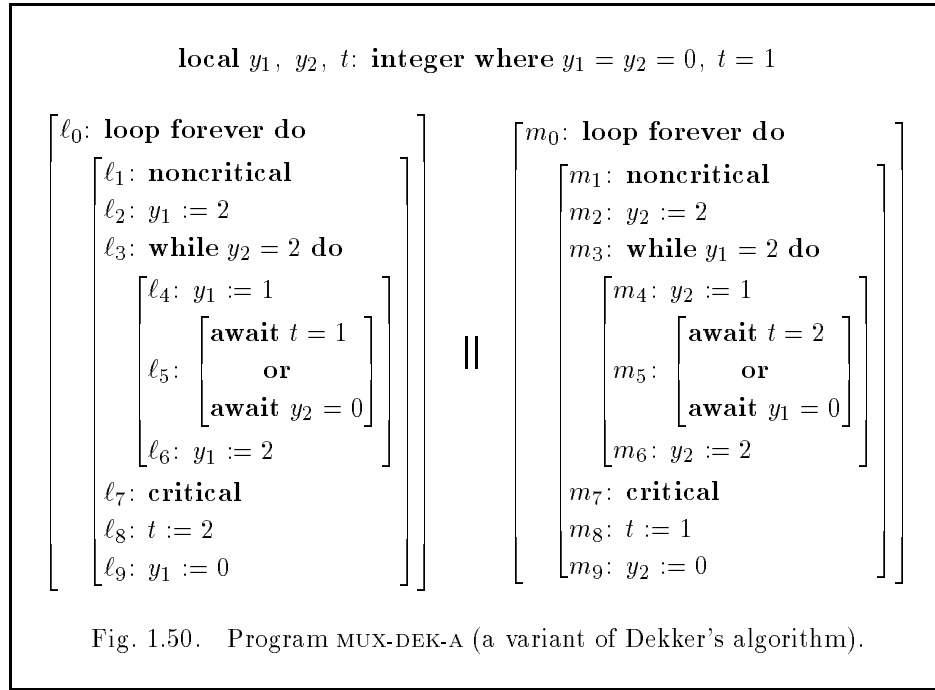 local y₁, y₂, t: integer where y₁ = y₂ = 0, t = 1
ℓ₀: loop forever do
ℓ₁: noncritical
ℓ₂: y₁ := 2
ℓ₃: while y₂ = 2 do
ℓ₄: y₁ := 1
ℓ₅:
await t = 1
or
await y₂ = 0
ℓ₆: y₁ := 2
ℓ₇: critical
ℓ₈: t := 2
ℓ₉: y₁ := 0
||
m₀: loop forever do
m₁: noncritical
m₂: y₂ := 2
m₃: while y₁ = 2 do
m₄: y₂ := 1
m₅:
await t = 2
or
await y₁ = 0
m₆: y₂ := 2
m₇: critical
m₈: t := 1
m₉: y₂ := 0
Fig. 1.50. Program MUX-DEK-A (a variant of Dekker's algorithm).